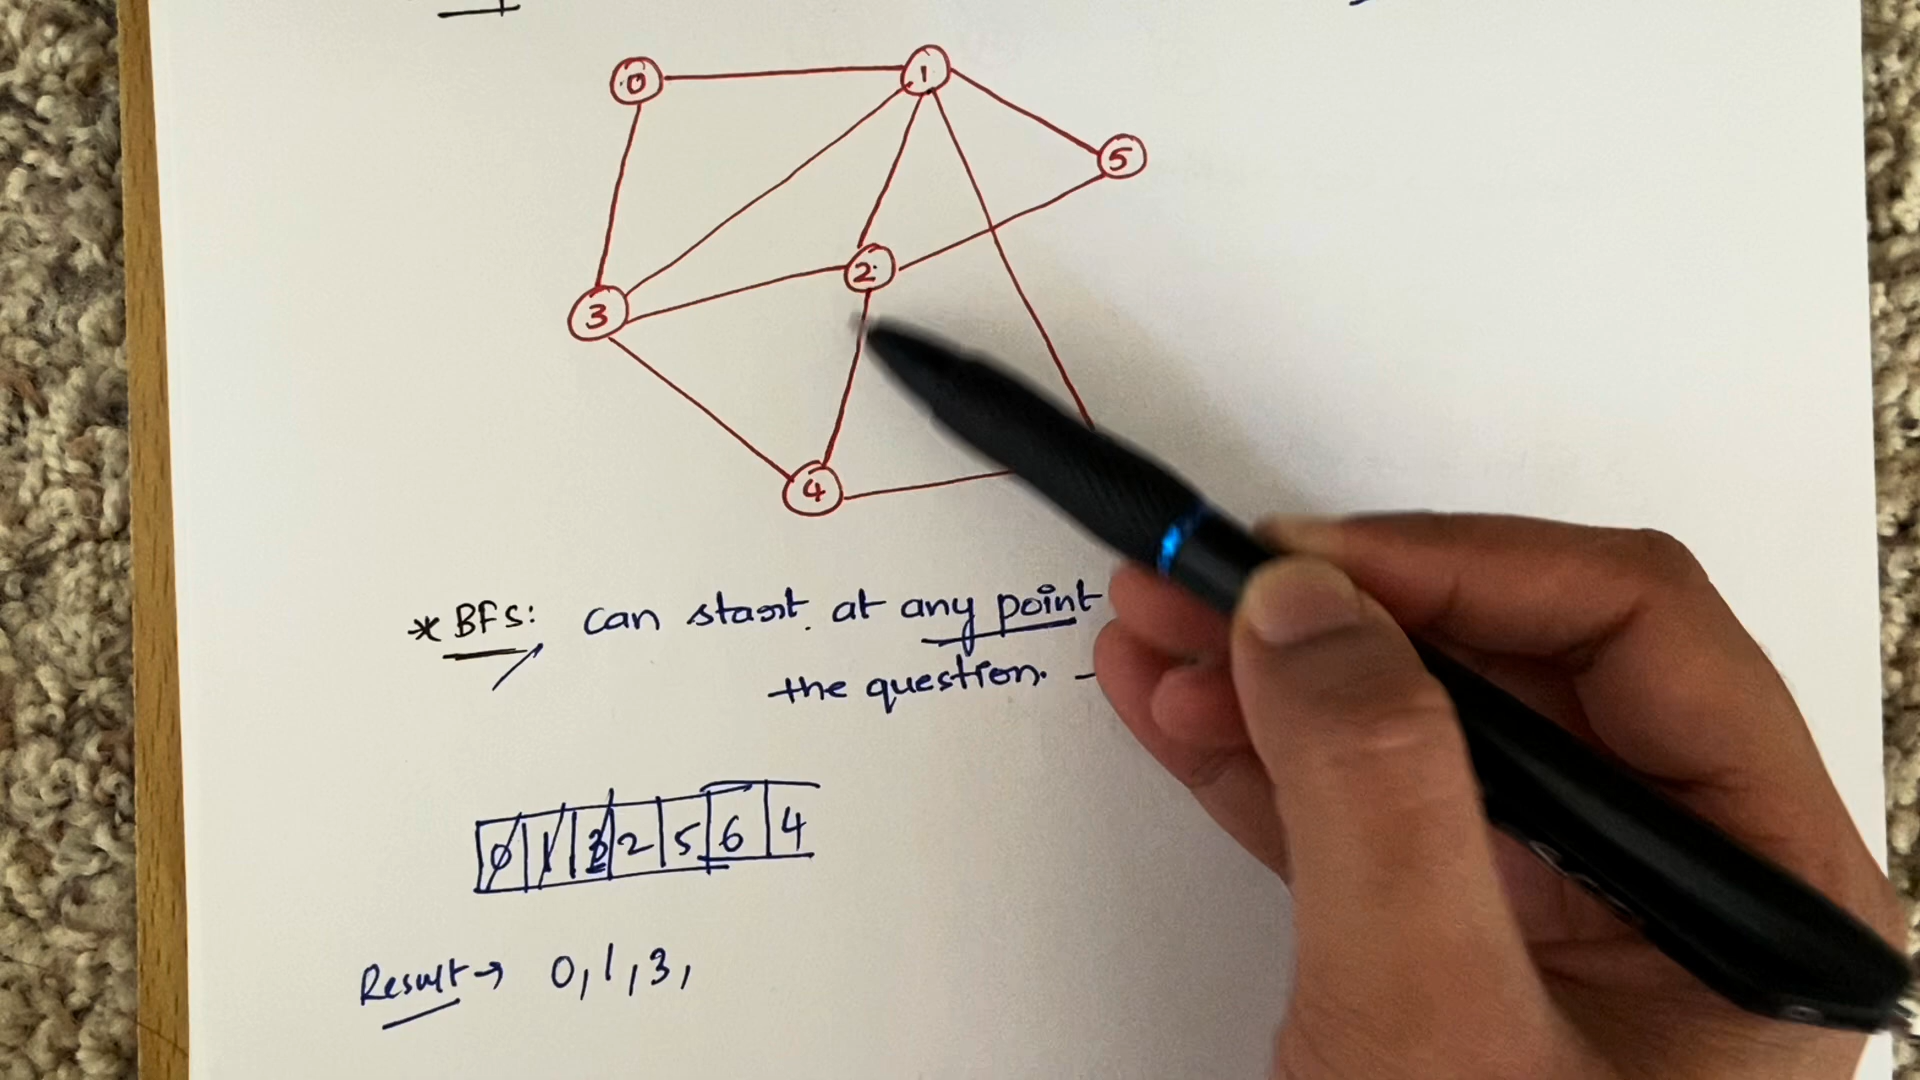 0 1
5
2
3
4
* BFS: can start at any point
the question. -
0 1 3 2 5 6 4
Result → 0, 1, 3,